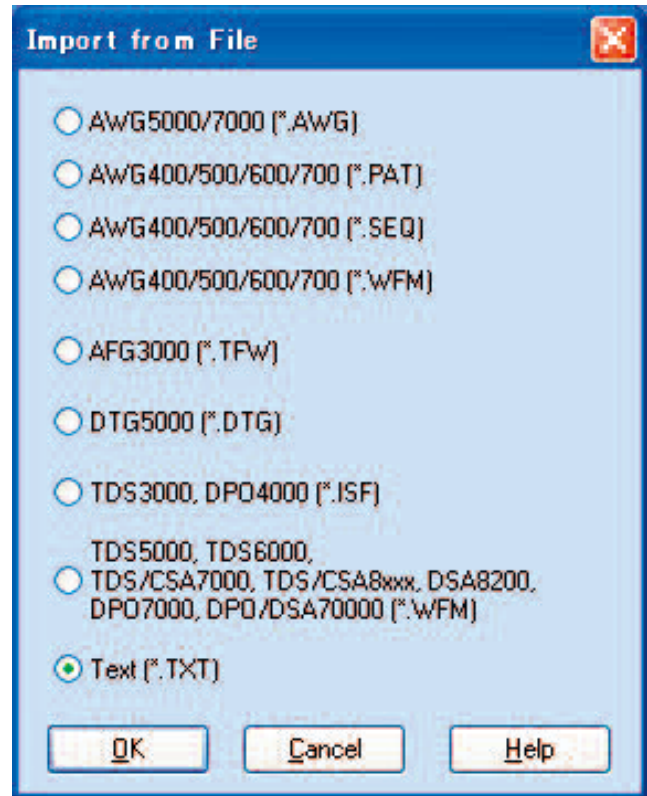 Import from File
AWG5000/7000 (*.AWG)
AWG400/500/600/700 (*.PAT)
AWG400/500/600/700 (*.SEQ)
AWG400/500/600/700 (*.WFM)
AFG3000 (*.TFW)
DTG5000 (*.DTG)
TDS3000, DPO4000 (*.ISF)
TDS5000, TDS6000,
TDS/CSA7000, TDS/CSA8xxx, DSA8200,
DPO7000, DPO/DSA70000 (*.WFM)
Text (*.TXT)
OK Cancel Help